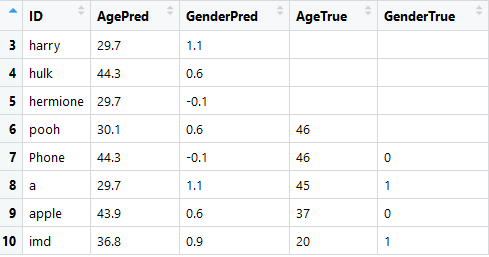 ID AgePred GenderPred AgeTrue GenderTrue
3 harry 29.7 1.1
4 hulk 44.3 0.6
5 hermione 29.7 -0.1
6 pooh 30.1 0.6 46
7 Phone 44.3 -0.1 46 0
8 a 29.7 1.1 45 1
9 apple 43.9 0.6 37 0
10 imd 36.8 0.9 20 1